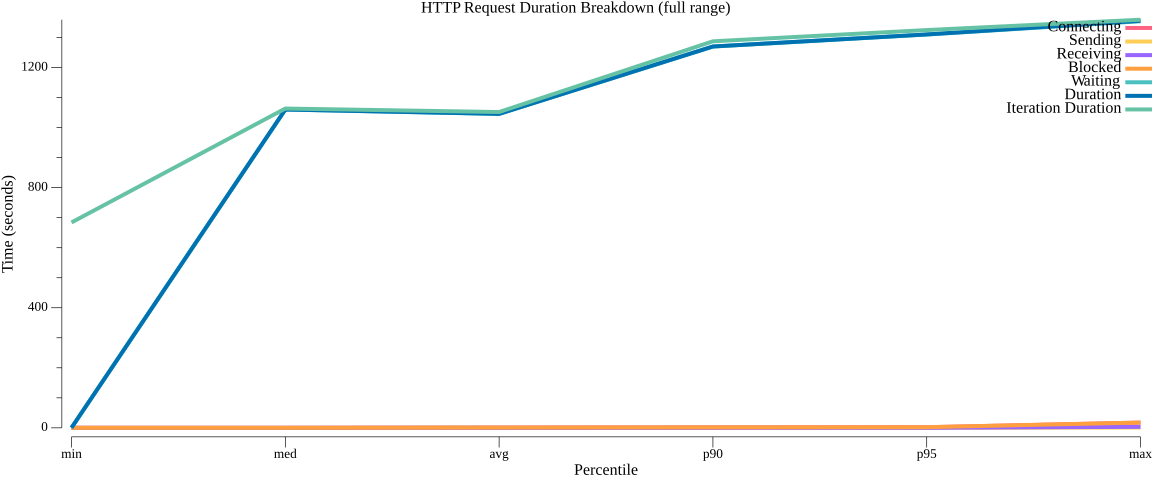 HTTP Request Duration Breakdown (full range)
Connecting
Sending
Receiving
Blocked
Waiting
Duration
Iteration Duration
1200
800
400
0
Time (seconds)
min med avg p90 p95 max
Percentile